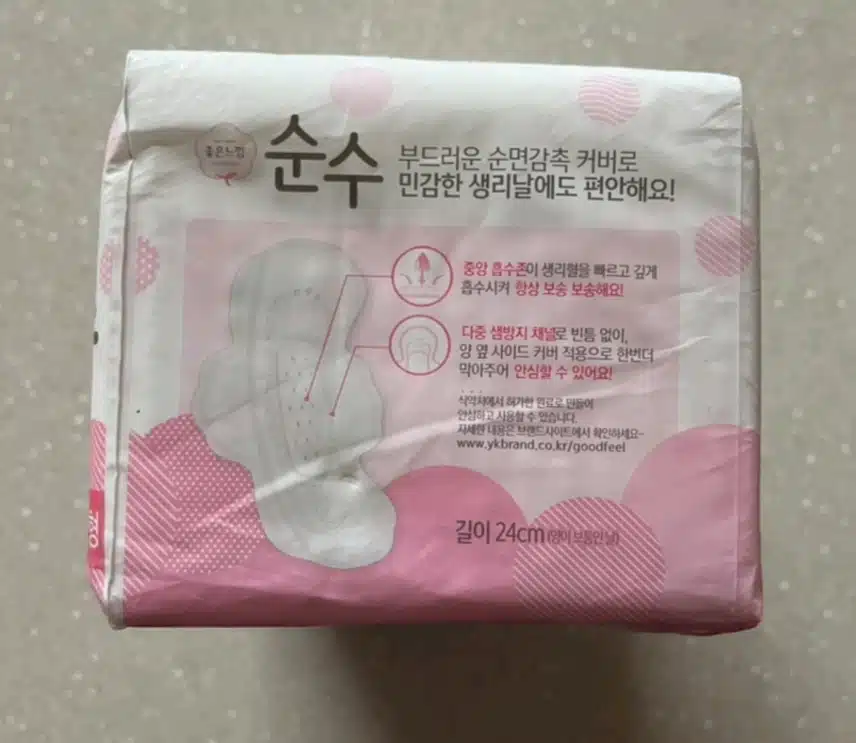 좋은느낌
순수
부드러운 순면감촉 커버로
민감한 생리날에도 편안해요!
중앙 흡수존이 생리혈을 빠르고 깊게
흡수시켜 항상 보송 보송해요!
다중 샘방지 채널로 빈틈 없이,
양 옆 사이드 커버 적용으로 한번더
막아주어 안심할 수 있어요!
식약처에서 허가한 원료로 만들어
안심하고 사용할 수 있습니다.
자세한 내용은 브랜드사이트에서 확인하세요~
www.ykbrand.co.kr/goodfeel
길이 24cm (양이 보통인 날)